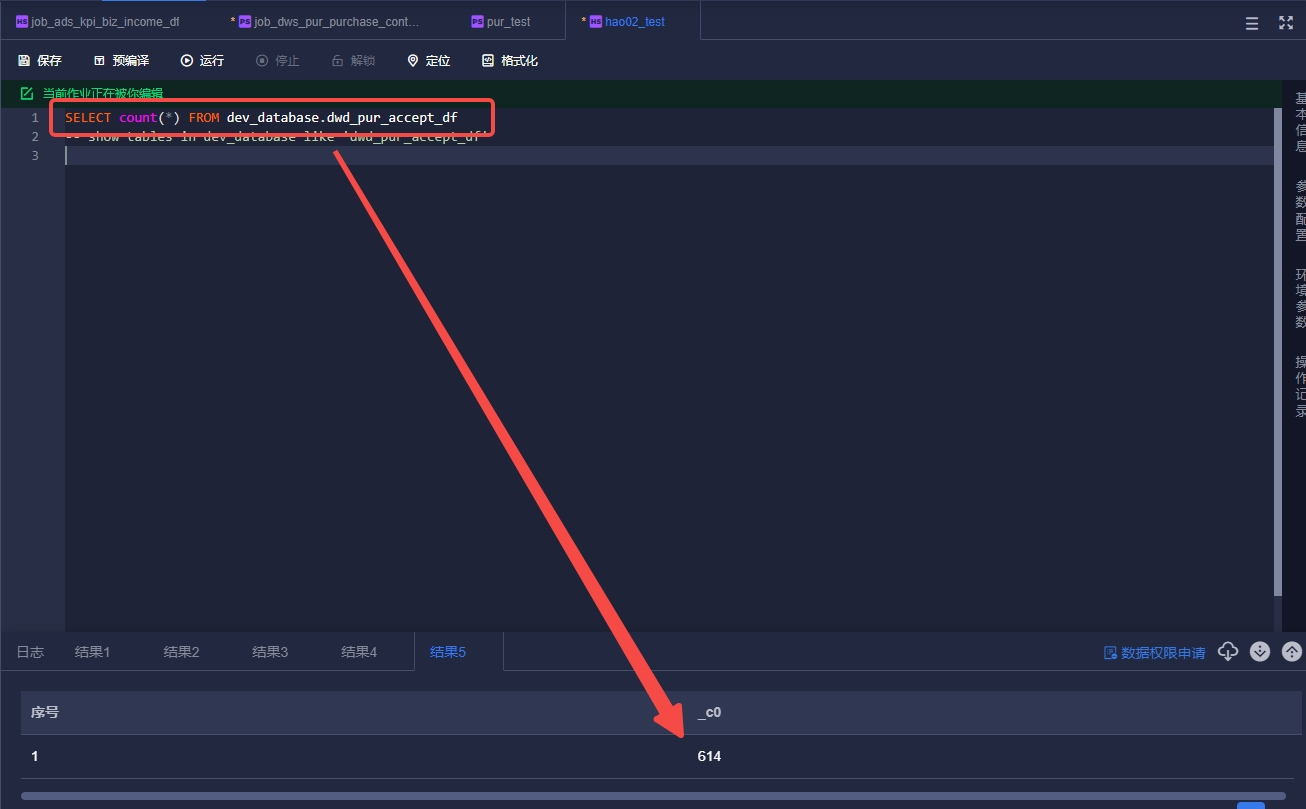 HS job_ads_kpi_biz_income_df
* PS job_dws_pur_purchase_cont...
PS pur_test
* HS hao02_test
保存 预编译 运行 停止 解锁 定位 格式化
当前作业正在被你编辑
1 SELECT count(*) FROM dev_database.dwd_pur_accept_df
2 -- show tables in dev_database like 'dwd_pur_accept_df'
3
基本信息
参数配置
环境参数
操作记录
日志 结果1 结果2 结果3 结果4 结果5 数据权限申请
序号 _c0
1 614